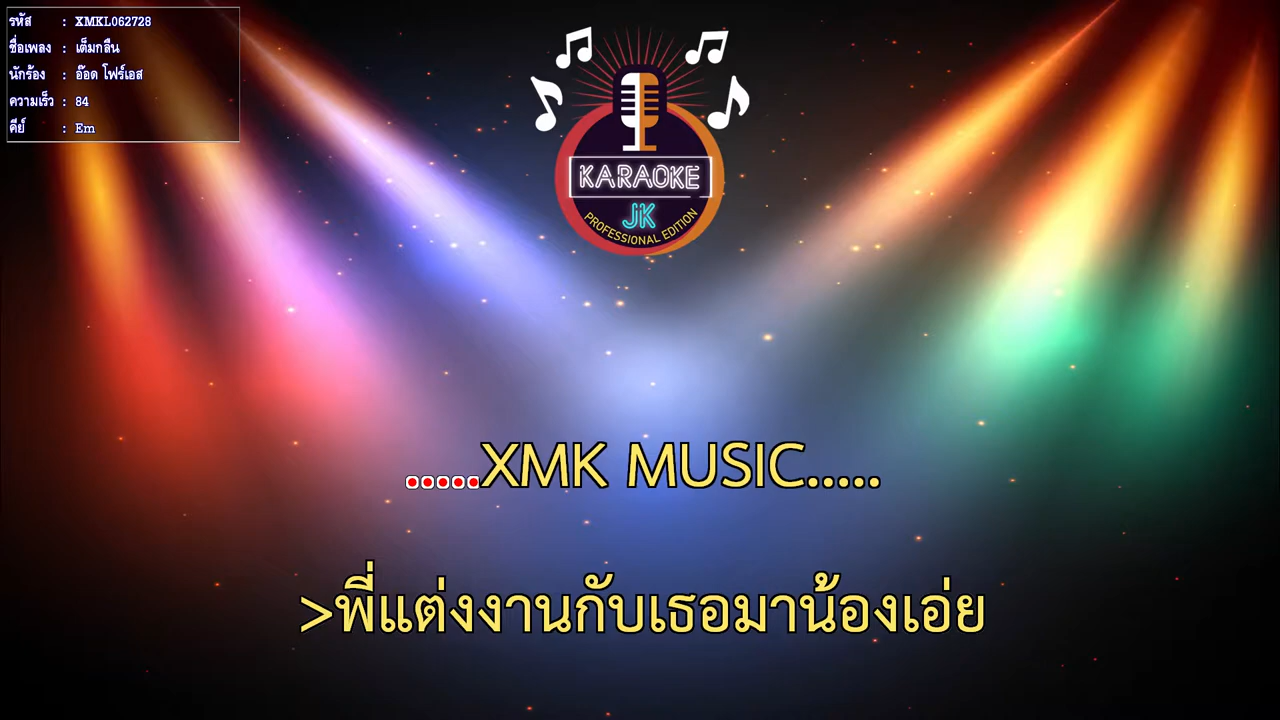 รหัส : XMKL062728
ชื่อเพลง : เต็มกลืน
นักร้อง : อ๊อด โฟร์เอส
ความเร็ว : 84
คีย์ : Em
KARAOKE
JK
PROFESSIONAL EDITION
.....XMK MUSIC.....
>พี่แต่งงานกับเธอมาน้องเอ่ย